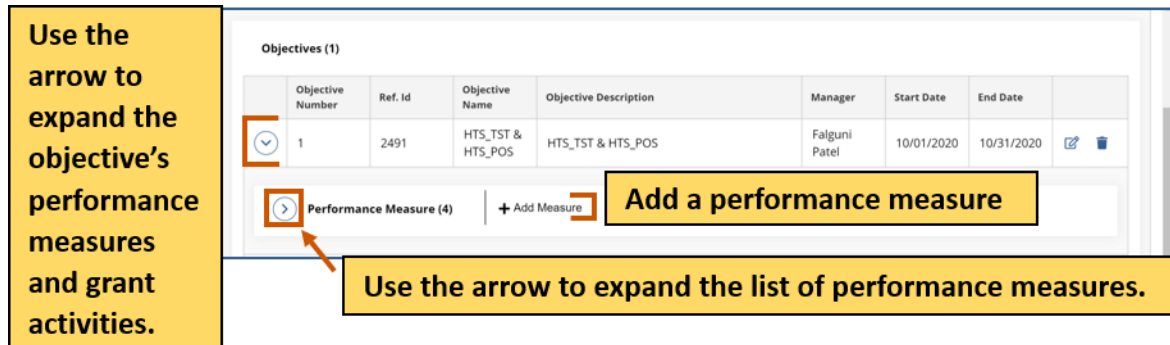 Use the
arrow to
expand the
objective's
performance
measures
and grant
activities.
Objectives (1)
Objective Number Ref. Id Objective Name Objective Description Manager Start Date End Date
1 2491 HTS_TST & HTS_POS HTS_TST & HTS_POS Falguni Patel 10/01/2020 10/31/2020
Performance Measure (4) + Add Measure
Add a performance measure
Use the arrow to expand the list of performance measures.